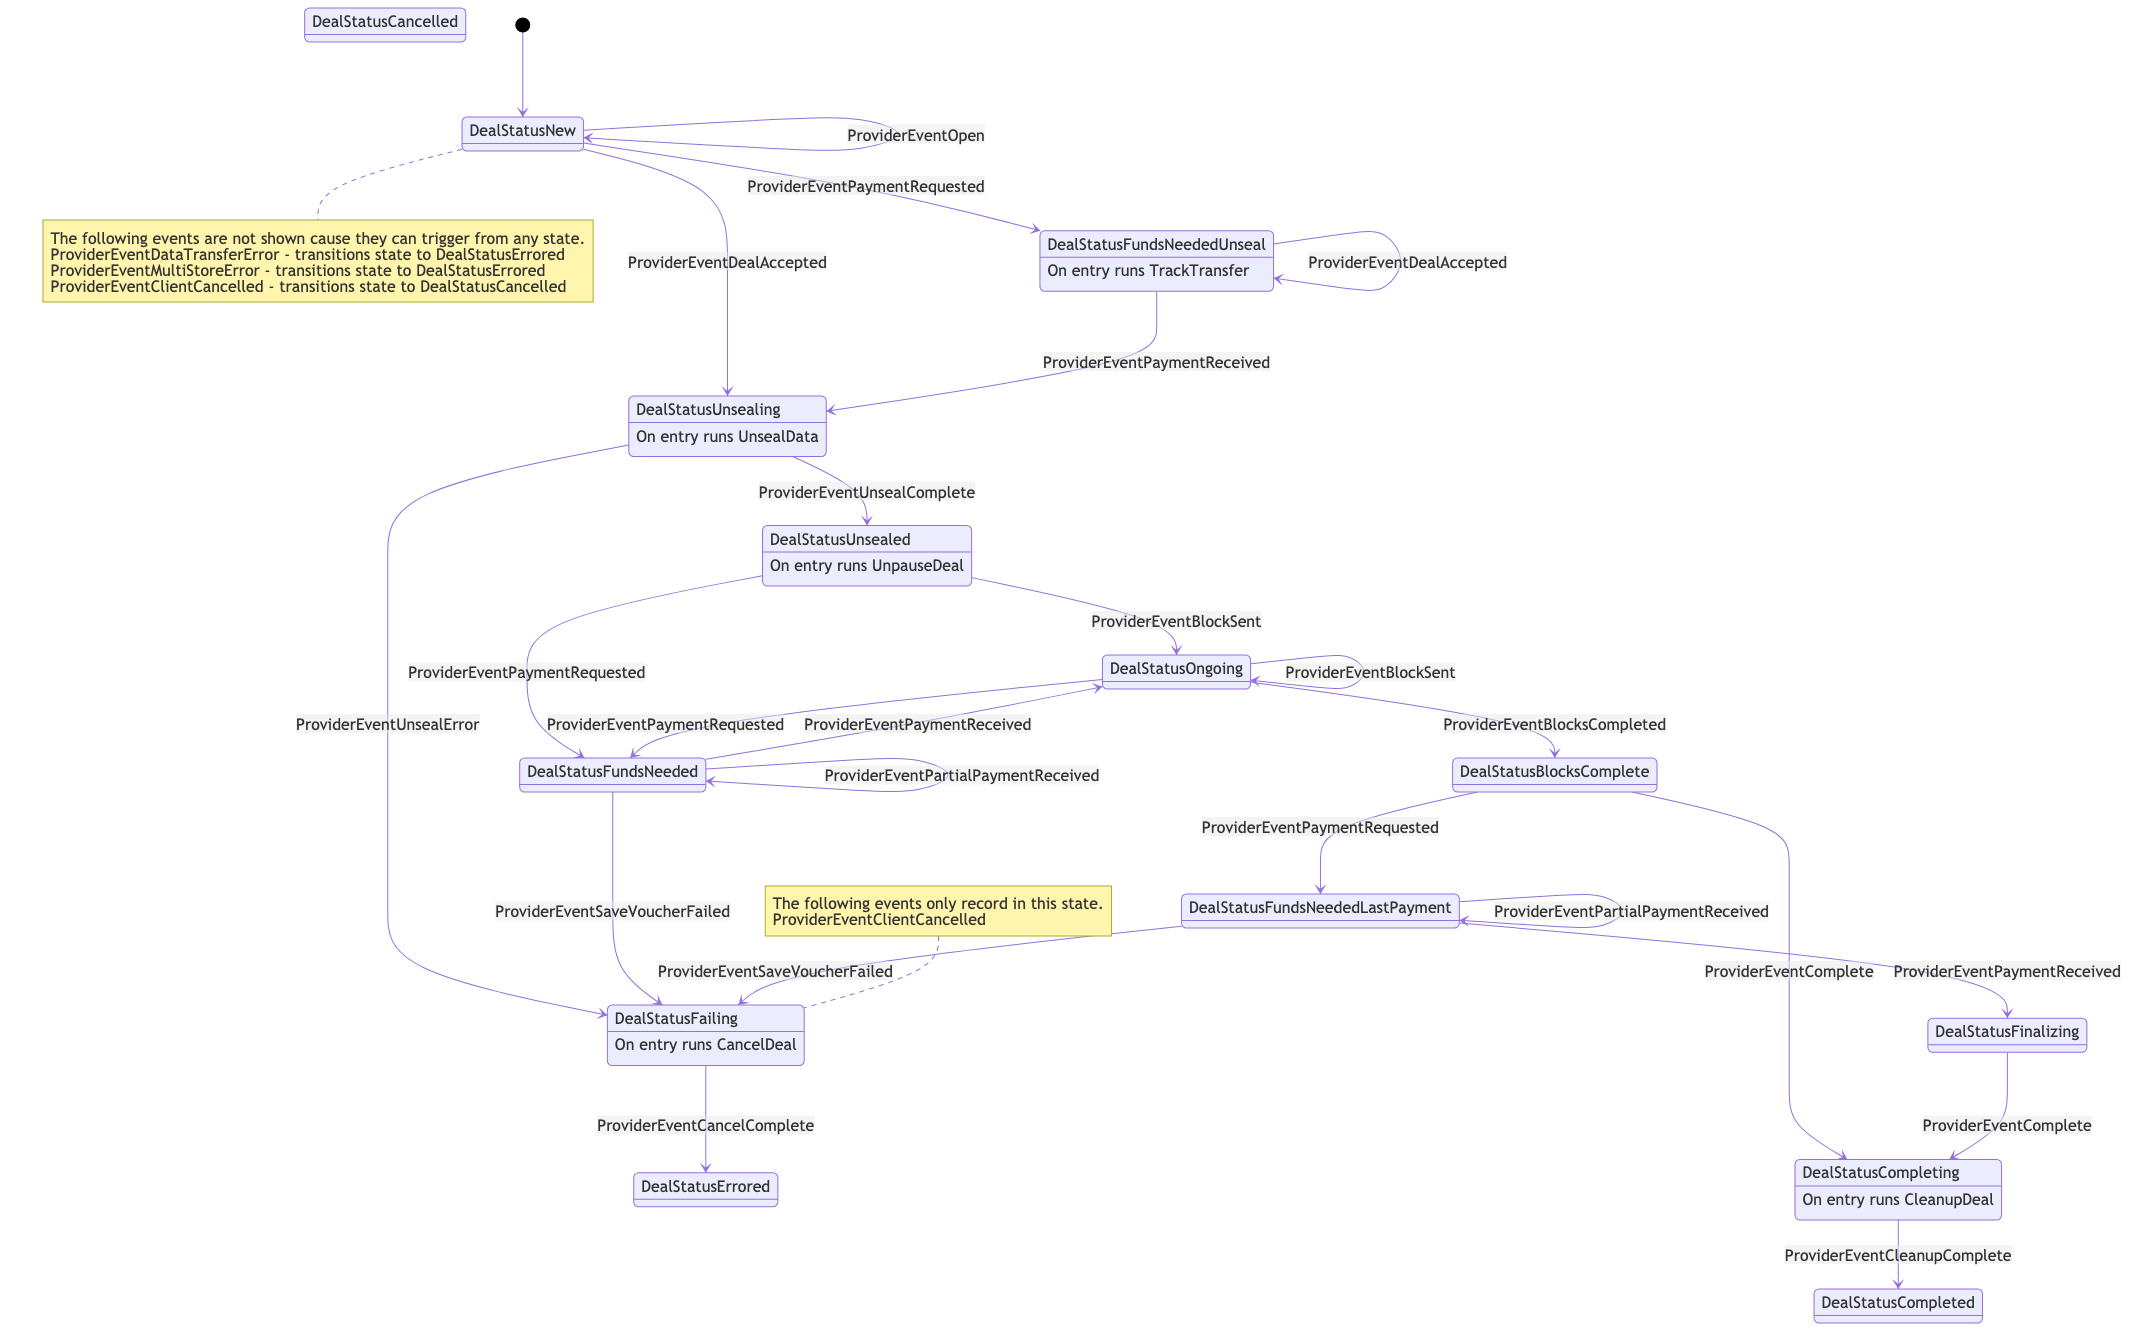 DealStatusCancelled
DealStatusNew
ProviderEventOpen
ProviderEventPaymentRequested
The following events are not shown cause they can trigger from any state.
ProviderEventDataTransferError - transitions state to DealStatusErrored
ProviderEventMultiStoreError - transitions state to DealStatusErrored
ProviderEventClientCancelled - transitions state to DealStatusCancelled
ProviderEventDealAccepted
DealStatusFundsNeededUnseal
On entry runs TrackTransfer
ProviderEventDealAccepted
ProviderEventPaymentReceived
DealStatusUnsealing
On entry runs UnsealData
ProviderEventUnsealComplete
DealStatusUnsealed
On entry runs UnpauseDeal
ProviderEventBlockSent
ProviderEventPaymentRequested
DealStatusOngoing
ProviderEventBlockSent
ProviderEventUnsealError
ProviderEventPaymentRequested
ProviderEventPaymentReceived
ProviderEventBlocksCompleted
DealStatusFundsNeeded
ProviderEventPartialPaymentReceived
DealStatusBlocksComplete
ProviderEventPaymentRequested
ProviderEventSaveVoucherFailed
The following events only record in this state.
ProviderEventClientCancelled
DealStatusFundsNeededLastPayment
ProviderEventPartialPaymentReceived
ProviderEventSaveVoucherFailed
ProviderEventComplete
ProviderEventPaymentReceived
DealStatusFailing
On entry runs CancelDeal
DealStatusFinalizing
ProviderEventCancelComplete
ProviderEventComplete
DealStatusErrored
DealStatusCompleting
On entry runs CleanupDeal
ProviderEventCleanupComplete
DealStatusCompleted